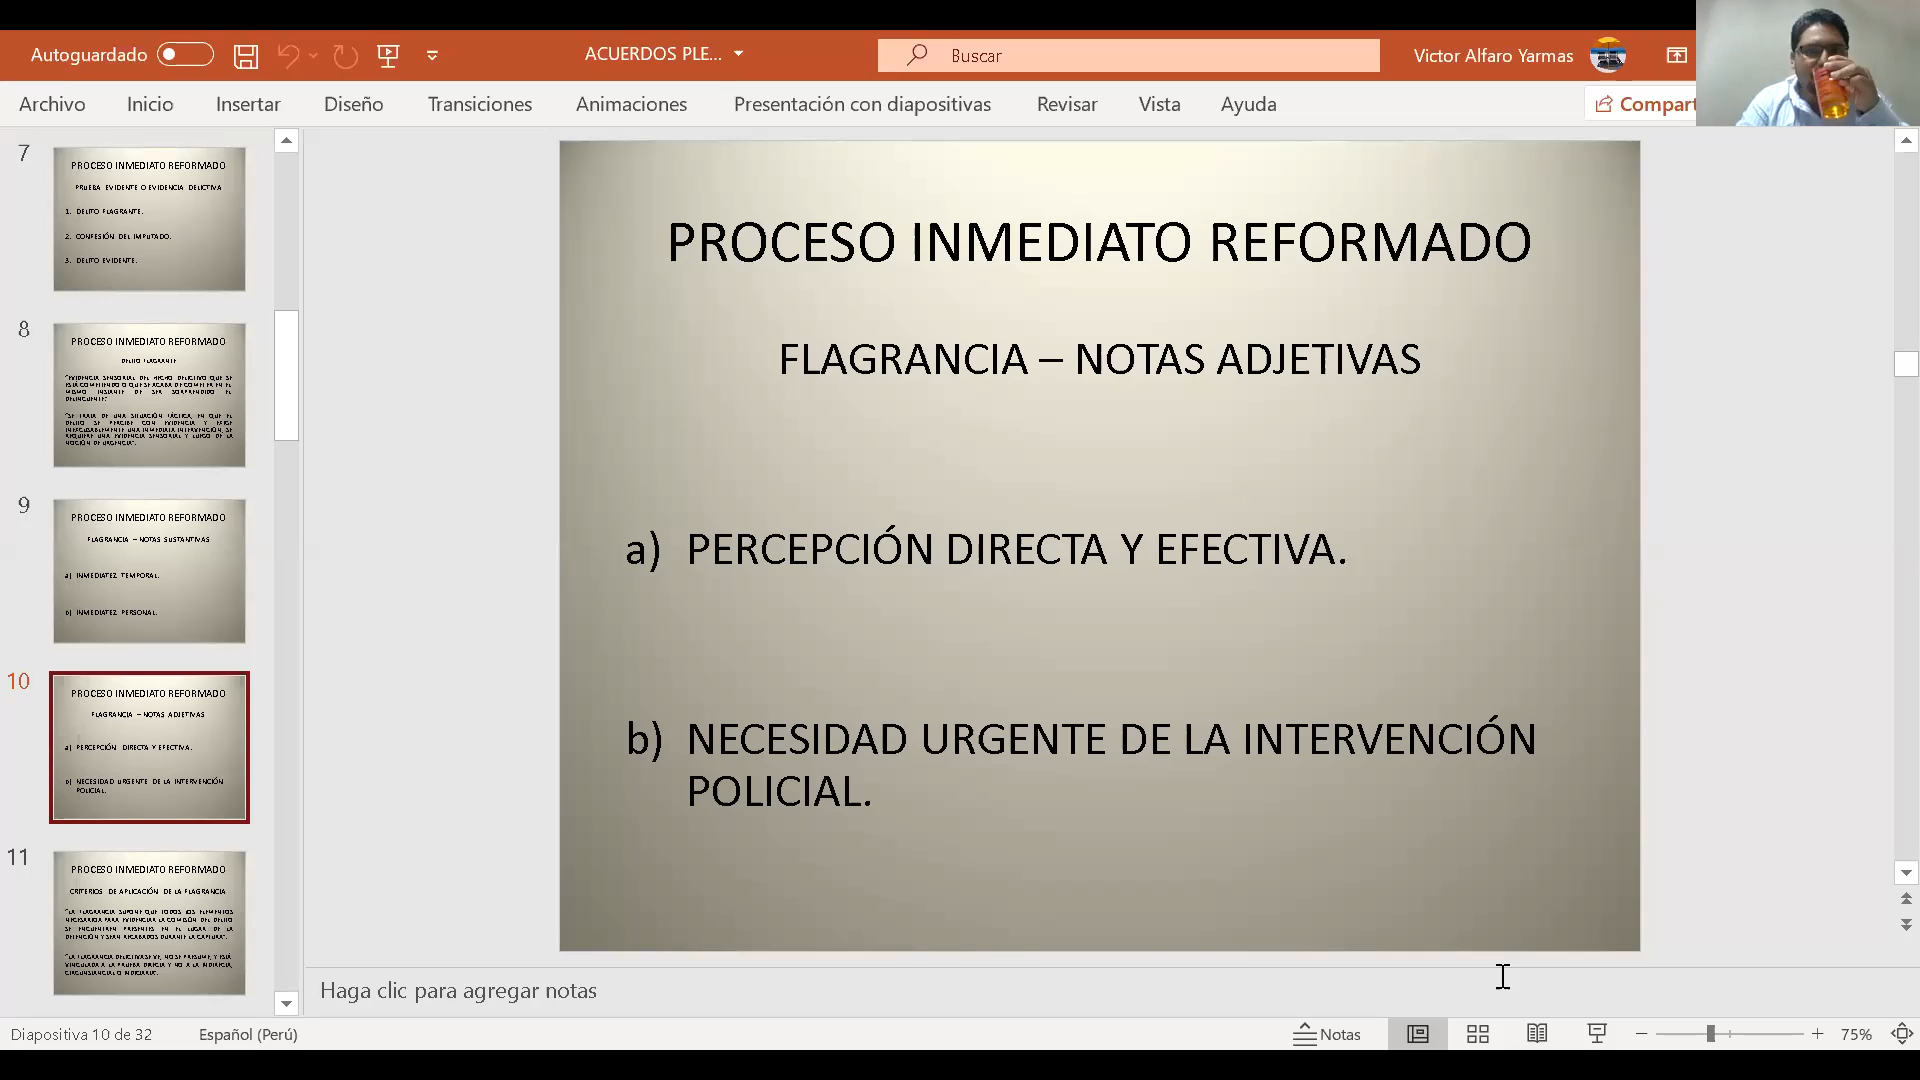 Autoguardado
ACUERDOS PLE...
Buscar
Victor Alfaro Yarmas
Archivo
Inicio
Insertar
Diseño
Transiciones
Animaciones
Presentación con diapositivas
Revisar
Vista
Ayuda
Compart
7
PROCESO INMEDIATO REFORMADO
PRUEBA EVIDENTE O EVIDENCIA DELICTIVA
1. DELITO FLAGRANTE.
2. CONFESIÓN DEL IMPUTADO.
3. DELITO EVIDENTE.
8
PROCESO INMEDIATO REFORMADO
DELITO FLAGRANTE
9
PROCESO INMEDIATO REFORMADO
FLAGRANCIA – NOTAS SUSTANTIVAS
a) INMEDIATEZ TEMPORAL.
b) INMEDIATEZ PERSONAL.
10
PROCESO INMEDIATO REFORMADO
FLAGRANCIA – NOTAS ADJETIVAS
a) PERCEPCIÓN DIRECTA Y EFECTIVA.
b) NECESIDAD URGENTE DE LA INTERVENCIÓN
POLICIAL.
11
PROCESO INMEDIATO REFORMADO
CRITERIOS DE APLICACIÓN DE LA FLAGRANCIA
PROCESO INMEDIATO REFORMADO
FLAGRANCIA – NOTAS ADJETIVAS
a) PERCEPCIÓN DIRECTA Y EFECTIVA.
b) NECESIDAD URGENTE DE LA INTERVENCIÓN
POLICIAL.
Haga clic para agregar notas
Diapositiva 10 de 32
Español (Perú)
Notas
75%